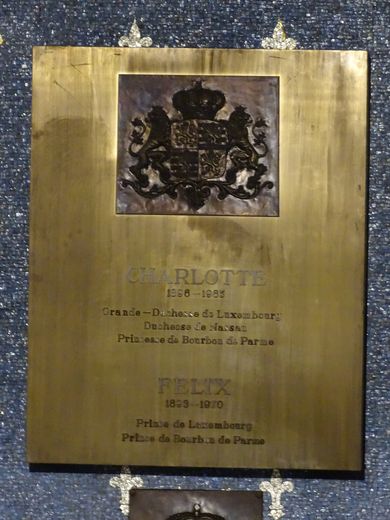 CHARLOTTE
1896-1985
Grande-Duchesse de Luxembourg
Duchesse de Nassau
Princesse de Bourbon de Parme
FELIX
1893-1970
Prince de Luxembourg
Prince de Bourbon de Parme